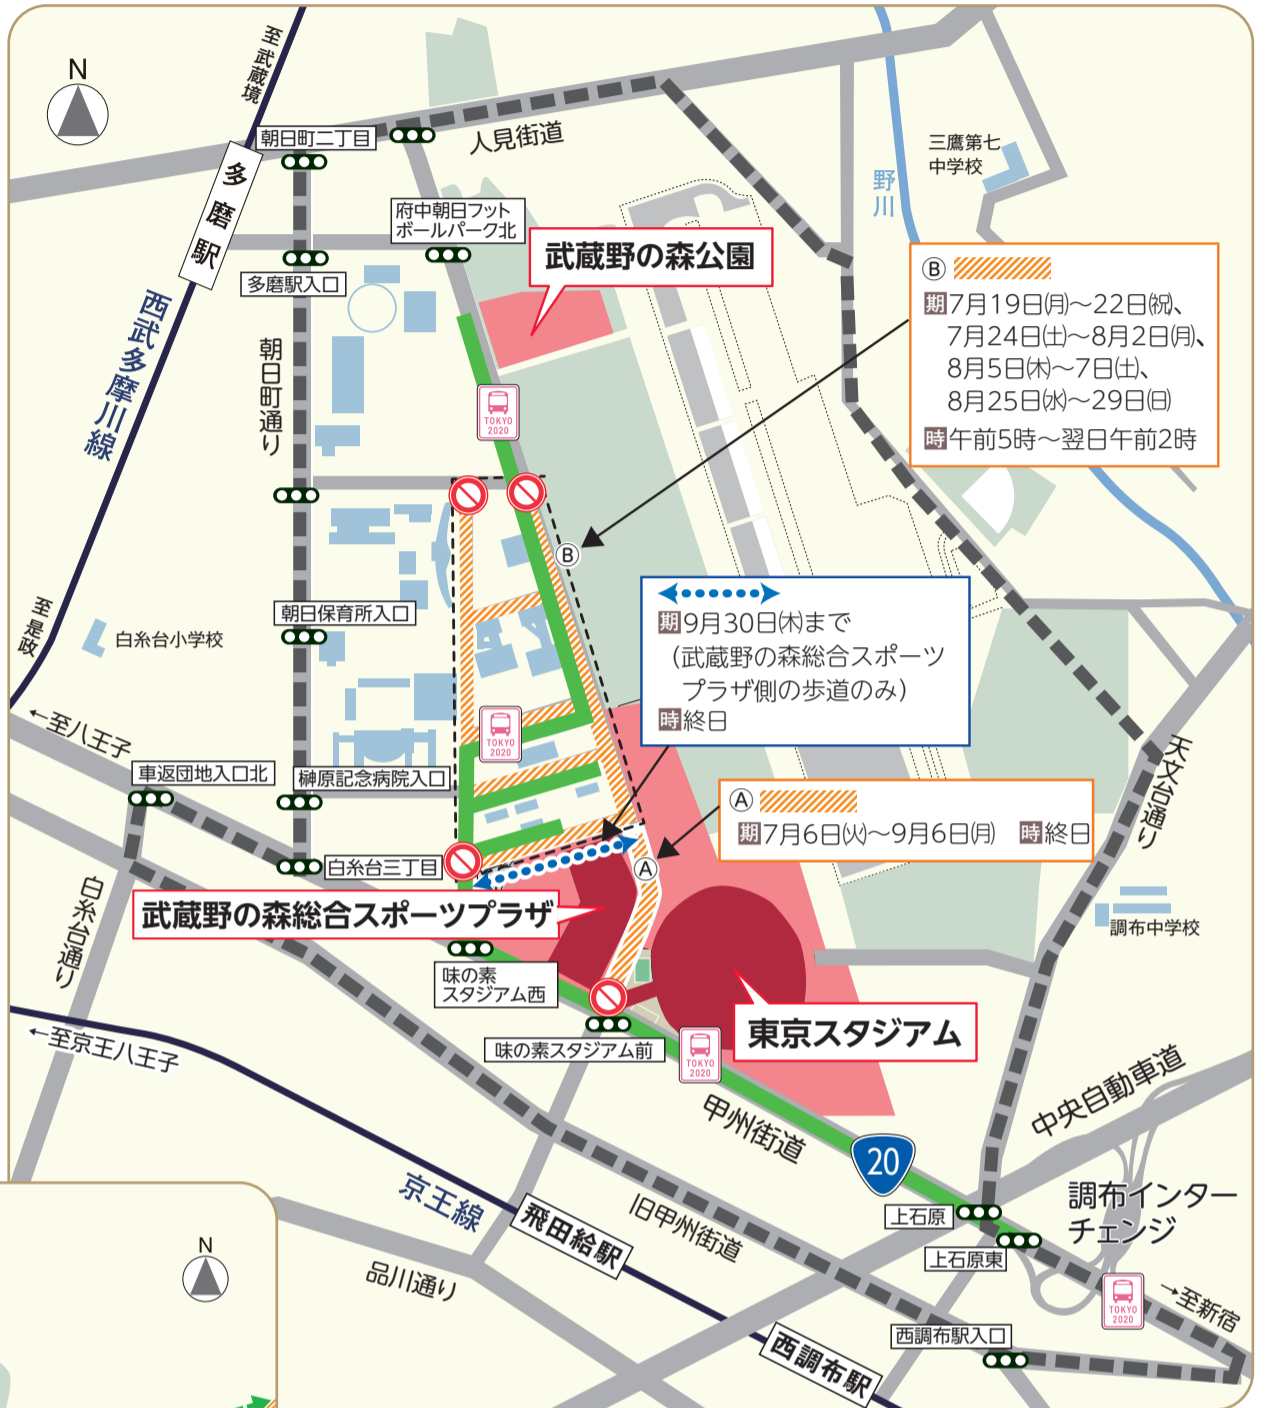 N
至武蔵境
朝日町二丁目
人見街道
三鷹第七
中学校
野川
多磨駅
府中朝日フット
ボールパーク北
武蔵野の森公園
多磨駅入口
西武多摩川線
朝日町通り
TOKYO
2020
Ⓑ
期7月19日㈪～22日㈷、
7月24日㈯～8月2日㈪、
8月5日㈭～7日㈯、
8月25日㈬～29日㈰
時午前5時～翌日午前2時
Ⓑ
期9月30日㈭まで
（武蔵野の森総合スポーツ
プラザ側の歩道のみ）
時終日
至是政
白糸台小学校
朝日保育所入口
←至八王子
車返団地入口北
榊原記念病院入口
TOKYO
2020
天文台通り
Ⓐ
期7月6日㈫～9月6日㈪ 時終日
白糸台三丁目
Ⓐ
武蔵野の森総合スポーツプラザ
白糸台通り
調布中学校
味の素
スタジアム西
東京スタジアム
←至京王八王子
味の素スタジアム前
TOKYO
2020
甲州街道
中央自動車道
20
京王線
飛田給駅
旧甲州街道
上石原
調布インター
チェンジ
上石原東
N
品川通り
TOKYO
2020
→至新宿
西調布駅入口
西調布駅